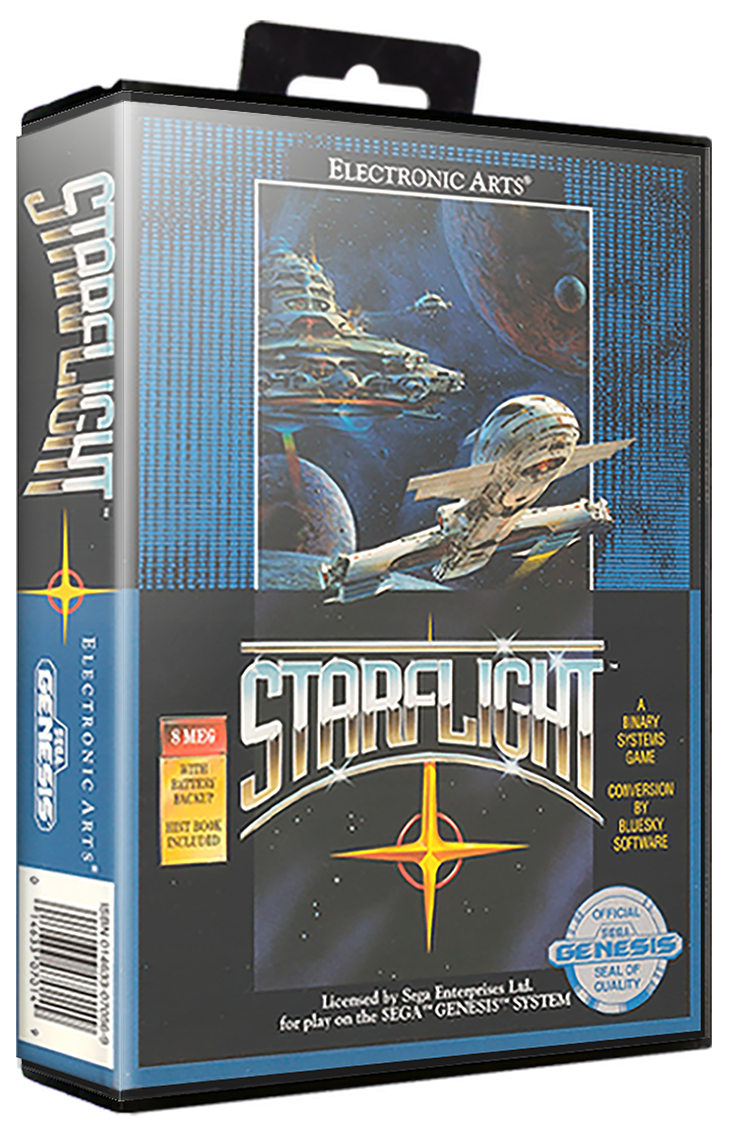 ELECTRONIC ARTS®
STARFLIGHT™
8 MEG
WITH
BATTERY
BACKUP
HINT BOOK
INCLUDED
A
BINARY
SYSTEMS
GAME
CONVERSION
BY
BLUESKY
SOFTWARE
OFFICIAL
SEGA
GENESIS
SEAL OF
QUALITY
Licensed by Sega Enterprises Ltd.
for play on the SEGA™ GENESIS™ SYSTEM
STARFLIGHT™
ELECTRONIC ARTS®
SEGA
GENESIS